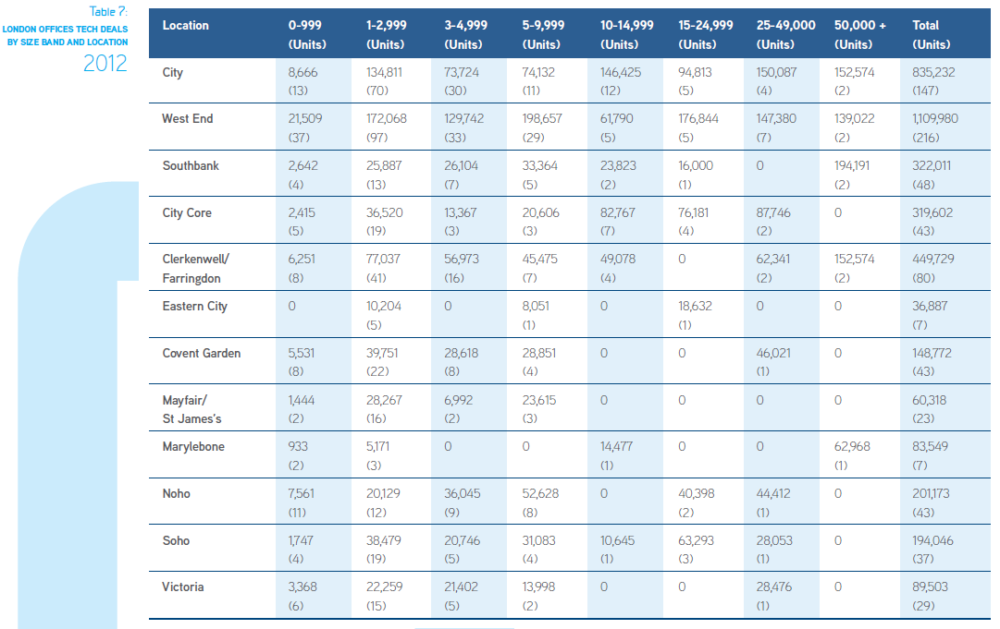 Table 7:
LONDON OFFICES TECH DEALS
BY SIZE BAND AND LOCATION
2012
Location 0-999 1-2,999 3-4,999 5-9,999 10-14,999 15-24,999 25-49,000 50,000 + Total
(Units) (Units) (Units) (Units) (Units) (Units) (Units) (Units) (Units)
City 8,666 134,811 73,724 74,132 146,425 94,813 150,087 152,574 835,232
(13) (70) (30) (11) (12) (5) (4) (2) (147)
West End 21,509 172,068 129,742 198,657 61,790 176,844 147,380 139,022 1,109,980
(37) (97) (33) (29) (5) (5) (7) (2) (216)
Southbank 2,642 25,887 26,104 33,364 23,823 16,000 0 194,191 322,011
(4) (13) (7) (5) (2) (1) (2) (48)
City Core 2,415 36,520 13,367 20,606 82,767 76,181 87,746 0 319,602
(5) (19) (3) (3) (7) (4) (2) (43)
Clerkenwell/ 6,251 77,037 56,973 45,475 49,078 0 62,341 152,574 449,729
Farringdon (8) (41) (16) (7) (4) (2) (2) (80)
Eastern City 0 10,204 0 8,051 0 18,632 0 0 36,887
(5) (1) (1) (7)
Covent Garden 5,531 39,751 28,618 28,851 0 0 46,021 0 148,772
(8) (22) (8) (4) (1) (43)
Mayfair/ 1,444 28,267 6,992 23,615 0 0 0 0 60,318
St James's (2) (16) (2) (3) (23)
Marylebone 933 5,171 0 0 14,477 0 0 62,968 83,549
(2) (3) (1) (1) (7)
Noho 7,561 20,129 36,045 52,628 0 40,398 44,412 0 201,173
(11) (12) (9) (8) (2) (1) (43)
Soho 1,747 38,479 20,746 31,083 10,645 63,293 28,053 0 194,046
(4) (19) (5) (4) (1) (3) (1) (37)
Victoria 3,368 22,259 21,402 13,998 0 0 28,476 0 89,503
(6) (15) (5) (2) (1) (29)